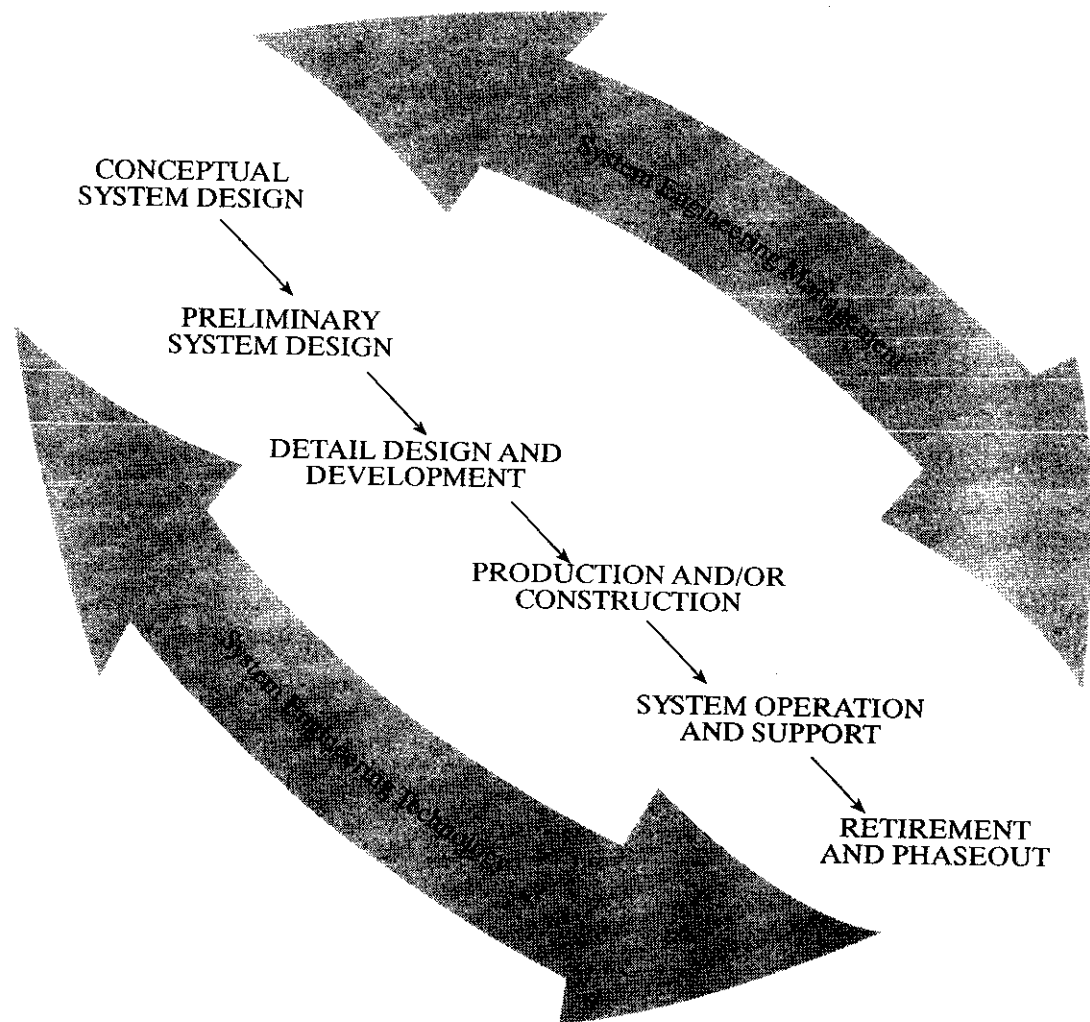 System Engineering Management
CONCEPTUAL
SYSTEM DESIGN
PRELIMINARY
SYSTEM DESIGN
DETAIL DESIGN AND
DEVELOPMENT
PRODUCTION AND/OR
CONSTRUCTION
System Engineering Technology
SYSTEM OPERATION
AND SUPPORT
RETIREMENT
AND PHASEOUT